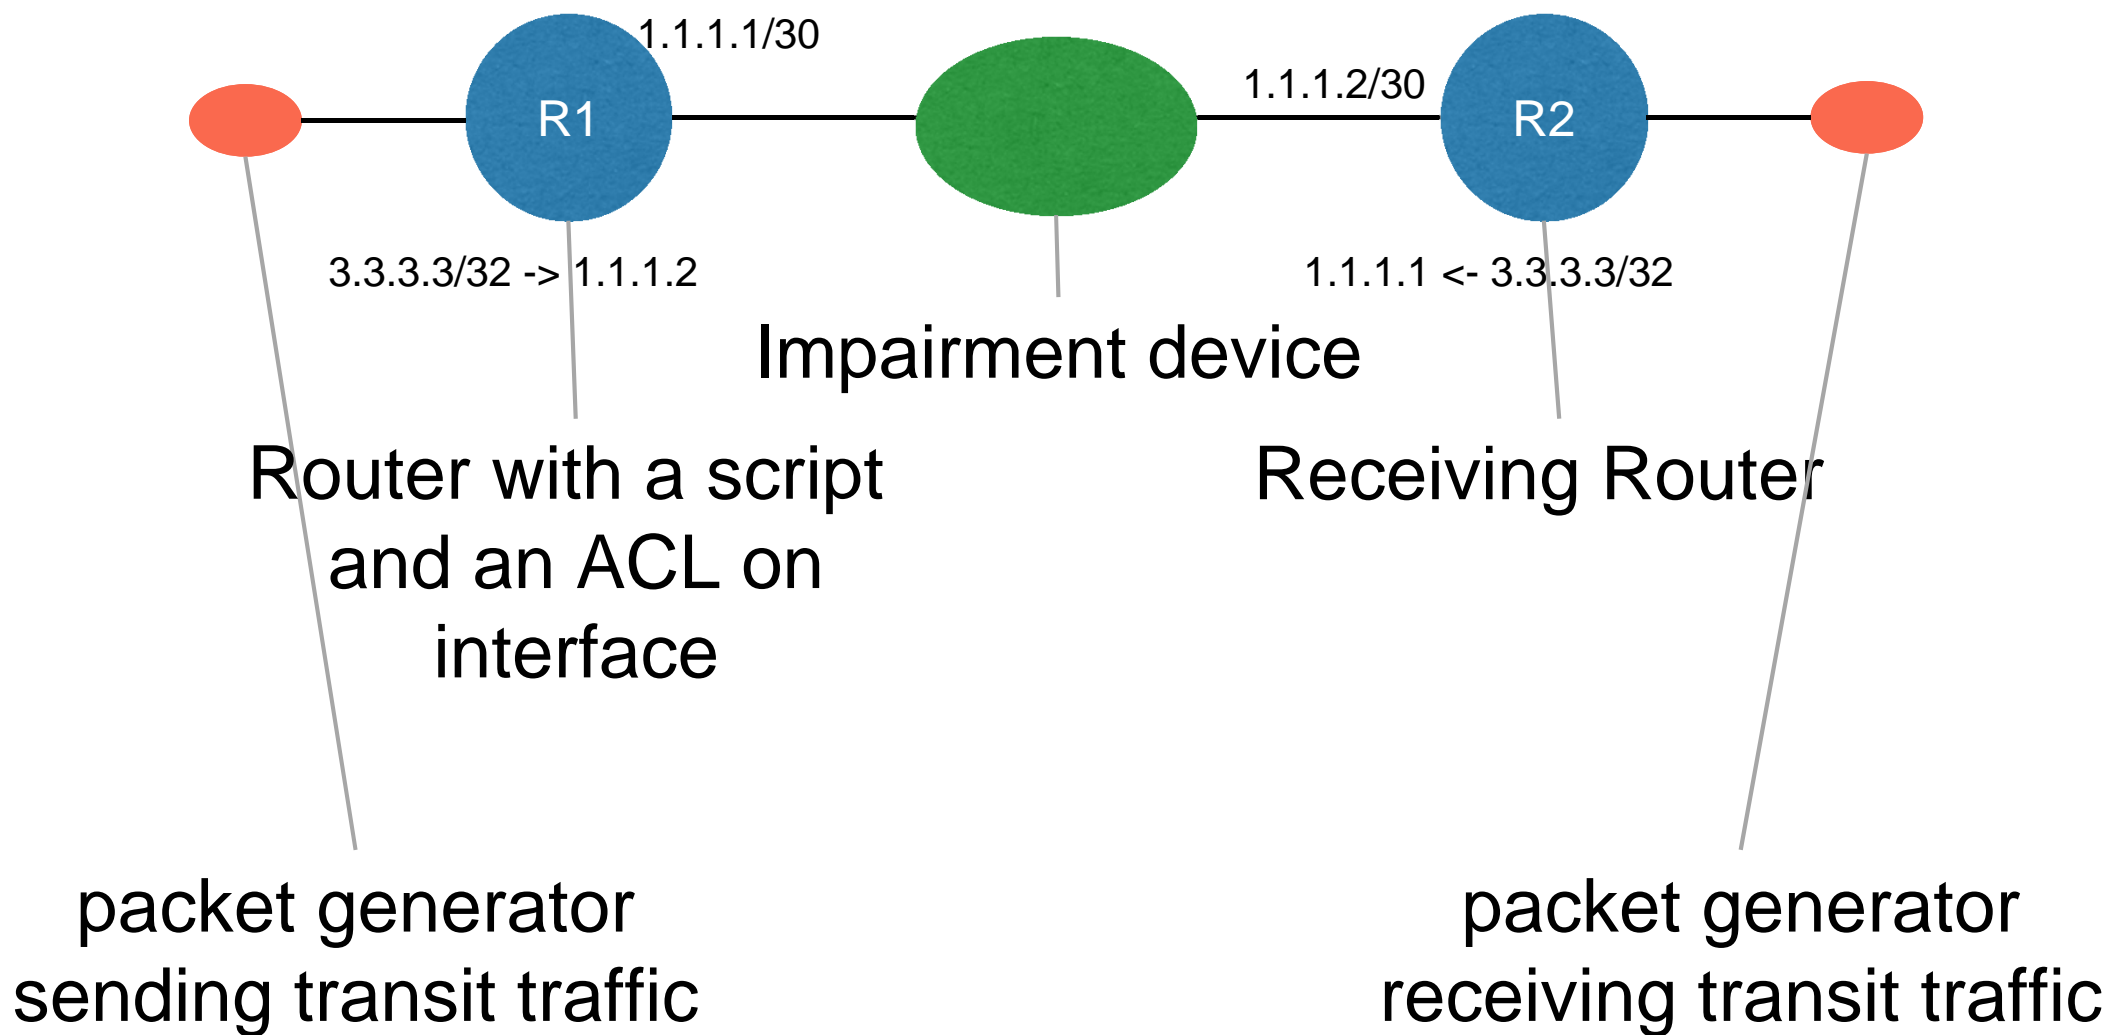 1.1.1.1/30
1.1.1.2/30
R1
R2
3.3.3.3/32 -> 1.1.1.2
1.1.1.1 <- 3.3.3.3/32
Impairment device
Router with a script
and an ACL on
interface
Receiving Router
packet generator
sending transit traffic
packet generator
receiving transit traffic